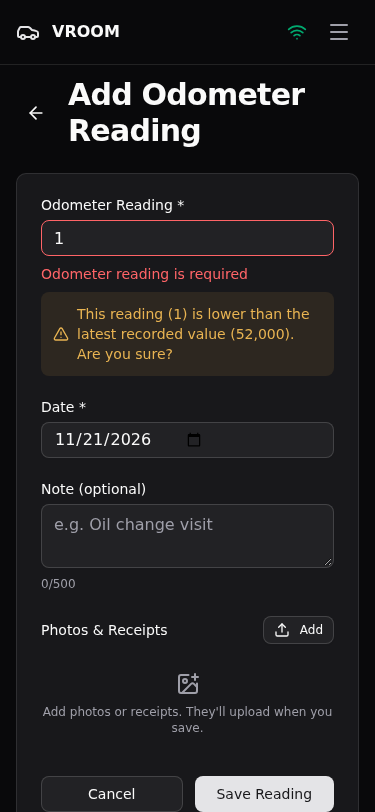 VROOM
Add Odometer
Reading
Odometer Reading *
1
Odometer reading is required
This reading (1) is lower than the
latest recorded value (52,000).
Are you sure?
Date *
11/21/2026
Note (optional)
e.g. Oil change visit
0/500
Photos & Receipts
Add
Add photos or receipts. They'll upload when you
save.
Cancel
Save Reading